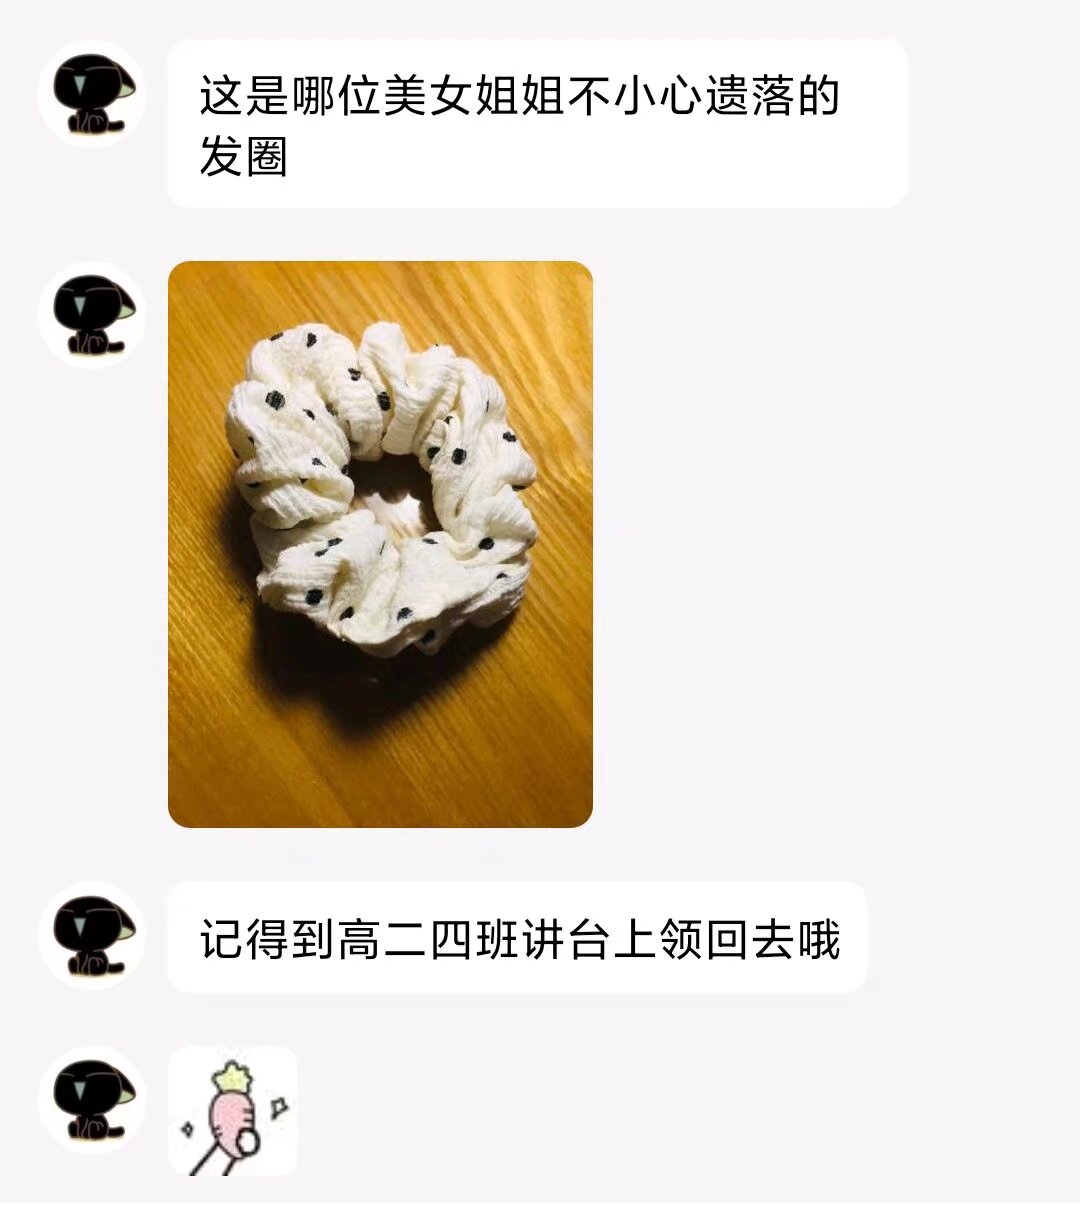 这是哪位美女姐姐不小心遗落的
发圈
记得到高二四班讲台上领回去哦